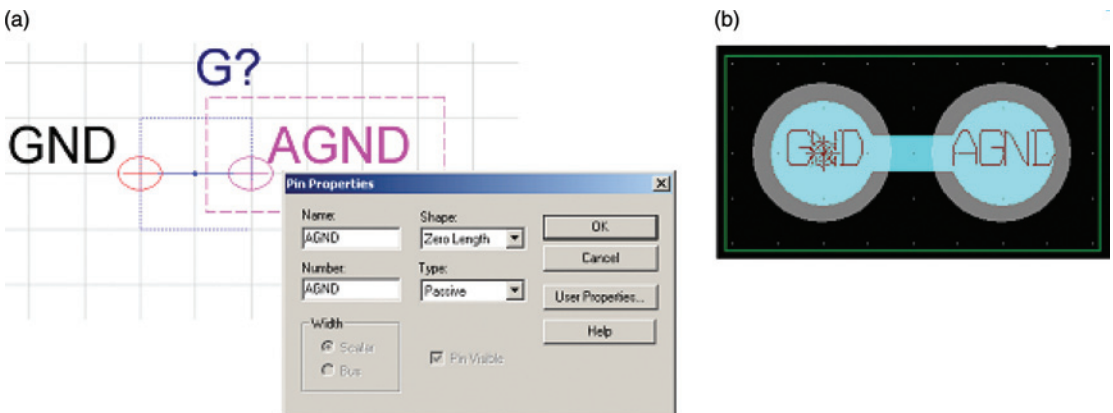 (a)
G?
GND
AGND
Pin Properties
Name:
AGND
Shape:
Zero Length
OK
Cancel
Number:
AGND
Type:
Passive
User Properties...
Help
Width
Scalar
Bus
Pin Visible
(b)
GND
AGND